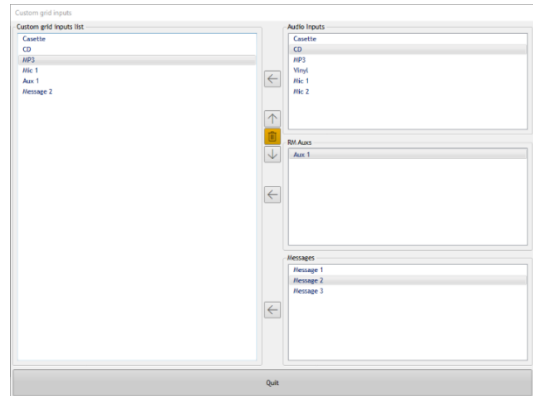 Custom grid inputs
Custom grid inputs list
Casette
CD
MP3
Mic 1
Aux 1
Message 2
Audio Inputs
Casette
CD
MP3
Vinyl
Mic 1
Mic 2
RM Auxs
Aux 1
Messages
Message 1
Message 2
Message 3
Quit